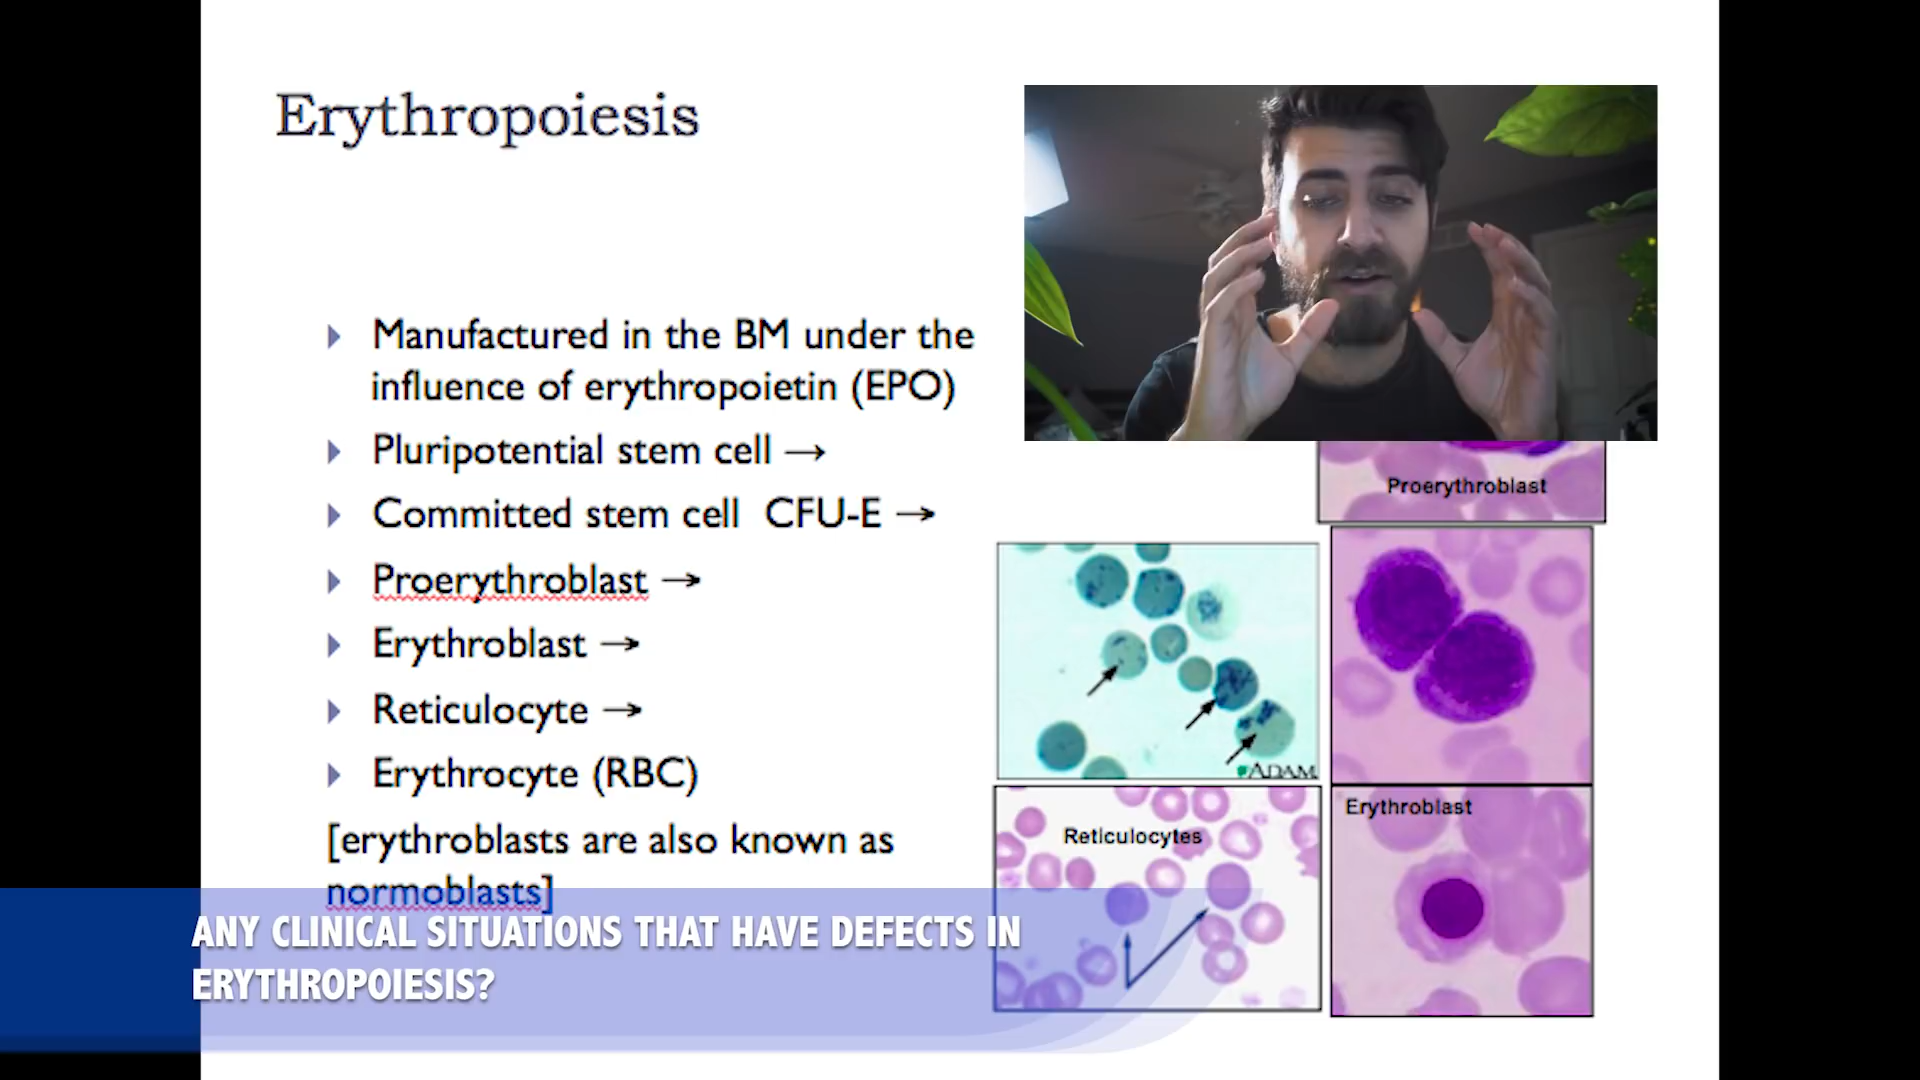 Erythropoiesis
Manufactured in the BM under the
influence of erythropoietin (EPO)
Pluripotential stem cell →
Committed stem cell CFU-E →
Proerythroblast →
Erythroblast →
Reticulocyte →
Erythrocyte (RBC)
[erythroblasts are also known as
normoblasts]
Proerythroblast
ADAM
Reticulocytes
Erythroblast
ANY CLINICAL SITUATIONS THAT HAVE DEFECTS IN
ERYTHROPOIESIS?